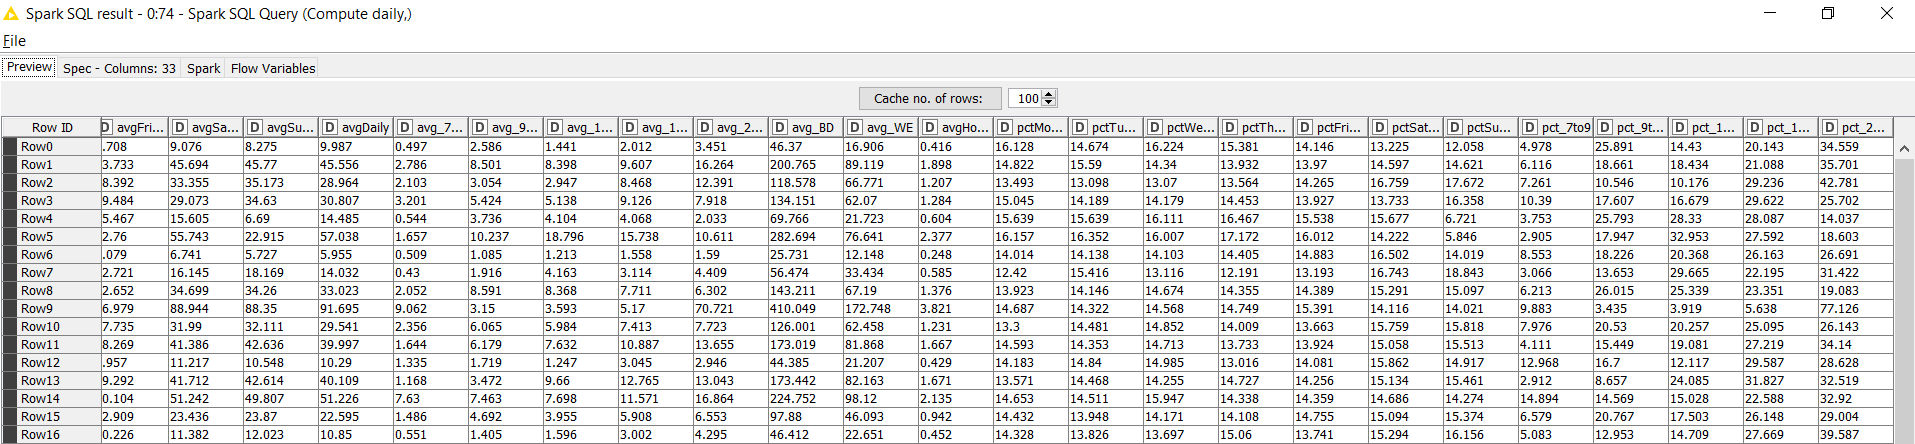 Spark SQL result - 0:74 - Spark SQL Query (Compute daily,)
File
Preview Spec - Columns: 33 Spark Flow Variables
Cache no. of rows: 100
Row ID D avgFri... D avgSa... D avgSu... D avgDaily D avg_7... D avg_9... D avg_1... D avg_1... D avg_2... D avg_BD D avg_WE D avgHo... D pctMo... D pctTu... D pctWe... D pctTh... D pctFri... D pctSat... D pctSu... D pct_7to9 D pct_9t... D pct_1... D pct_1... D pct_2...
Row0 .708 9.076 8.275 9.987 0.497 2.586 1.441 2.012 3.451 46.37 16.906 0.416 16.128 14.674 16.224 15.381 14.146 13.225 12.058 4.978 25.891 14.43 20.143 34.559
Row1 3.733 45.694 45.77 45.556 2.786 8.501 8.398 9.607 16.264 200.765 89.119 1.898 14.822 15.59 14.34 13.932 13.97 14.597 14.621 6.116 18.661 18.434 21.088 35.701
Row2 8.392 33.355 35.173 28.964 2.103 3.054 2.947 8.468 12.391 118.578 66.771 1.207 13.493 13.098 13.07 13.564 14.265 16.759 17.672 7.261 10.546 10.176 29.236 42.781
Row3 9.484 29.073 34.63 30.807 3.201 5.424 5.138 9.126 7.918 134.151 62.07 1.284 15.045 14.189 14.179 14.453 13.927 13.733 16.358 10.39 17.607 16.679 29.622 25.702
Row4 5.467 15.605 6.69 14.485 0.544 3.736 4.104 4.068 2.033 69.766 21.723 0.604 15.639 15.639 16.111 16.467 15.538 15.677 6.721 3.753 25.793 28.33 28.087 14.037
Row5 2.76 55.743 22.915 57.038 1.657 10.237 18.796 15.738 10.611 282.694 76.641 2.377 16.157 16.352 16.007 17.172 16.012 14.222 5.846 2.905 17.947 32.953 27.592 18.603
Row6 .079 6.741 5.727 5.955 0.509 1.085 1.213 1.558 1.59 25.731 12.148 0.248 14.014 14.138 14.103 14.405 14.883 16.502 14.019 8.553 18.226 20.368 26.163 26.691
Row7 2.721 16.145 18.169 14.032 0.43 1.916 4.163 3.114 4.409 56.474 33.434 0.585 12.42 15.416 13.116 12.191 13.193 16.743 18.843 3.066 13.653 29.665 22.195 31.422
Row8 2.652 34.699 34.26 33.023 2.052 8.591 8.368 7.711 6.302 143.211 67.19 1.376 13.923 14.146 14.674 14.355 14.389 15.291 15.097 6.213 26.015 25.339 23.351 19.083
Row9 6.979 88.944 88.35 91.695 9.062 3.15 3.593 5.17 70.721 410.049 172.748 3.821 14.687 14.322 14.568 14.749 15.391 14.116 14.021 9.883 3.435 3.919 5.638 77.126
Row10 7.735 31.99 32.111 29.541 2.356 6.065 5.984 7.413 7.723 126.001 62.458 1.231 13.3 14.481 14.852 14.009 13.663 15.759 15.818 7.976 20.53 20.257 25.095 26.143
Row11 8.269 41.386 42.636 39.997 1.644 6.179 7.632 10.887 13.655 173.019 81.868 1.667 14.593 14.353 14.713 13.733 13.924 15.058 15.513 4.111 15.449 19.081 27.219 34.14
Row12 .957 11.217 10.548 10.29 1.335 1.719 1.247 3.045 2.946 44.385 21.207 0.429 14.183 14.84 14.985 13.016 14.081 15.862 14.917 12.968 16.7 12.117 29.587 28.628
Row13 9.292 41.712 42.614 40.109 1.168 3.472 9.66 12.765 13.043 173.442 82.163 1.671 13.571 14.468 14.255 14.727 14.256 15.134 15.461 2.912 8.657 24.085 31.827 32.519
Row14 0.104 51.242 49.807 51.226 7.63 7.463 7.698 11.571 16.864 224.752 98.12 2.135 14.653 14.511 15.947 14.338 14.359 14.686 14.274 14.894 14.569 15.028 22.588 32.92
Row15 2.909 23.436 23.87 22.595 1.486 4.692 3.955 5.908 6.553 97.88 46.093 0.942 14.432 13.948 14.171 14.108 14.755 15.094 15.374 6.579 20.767 17.503 26.148 29.004
Row16 0.226 11.382 12.023 10.85 0.551 1.405 1.596 3.002 4.295 46.412 22.651 0.452 14.328 13.826 13.697 15.06 13.741 15.294 16.156 5.083 12.953 14.709 27.669 39.587